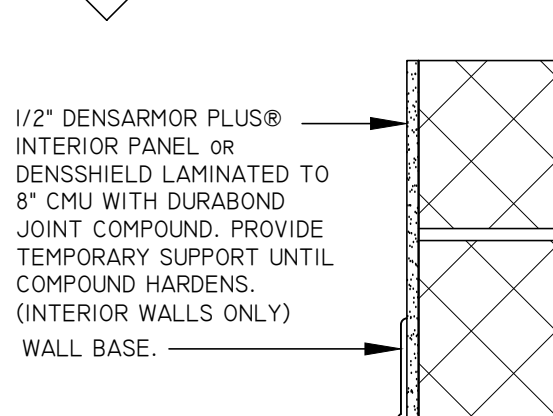 1/2" DENSARMOR PLUS®
INTERIOR PANEL OR
DENSSHIELD LAMINATED TO
8" CMU WITH DURABOND
JOINT COMPOUND. PROVIDE
TEMPORARY SUPPORT UNTIL
COMPOUND HARDENS.
(INTERIOR WALLS ONLY)
WALL BASE.